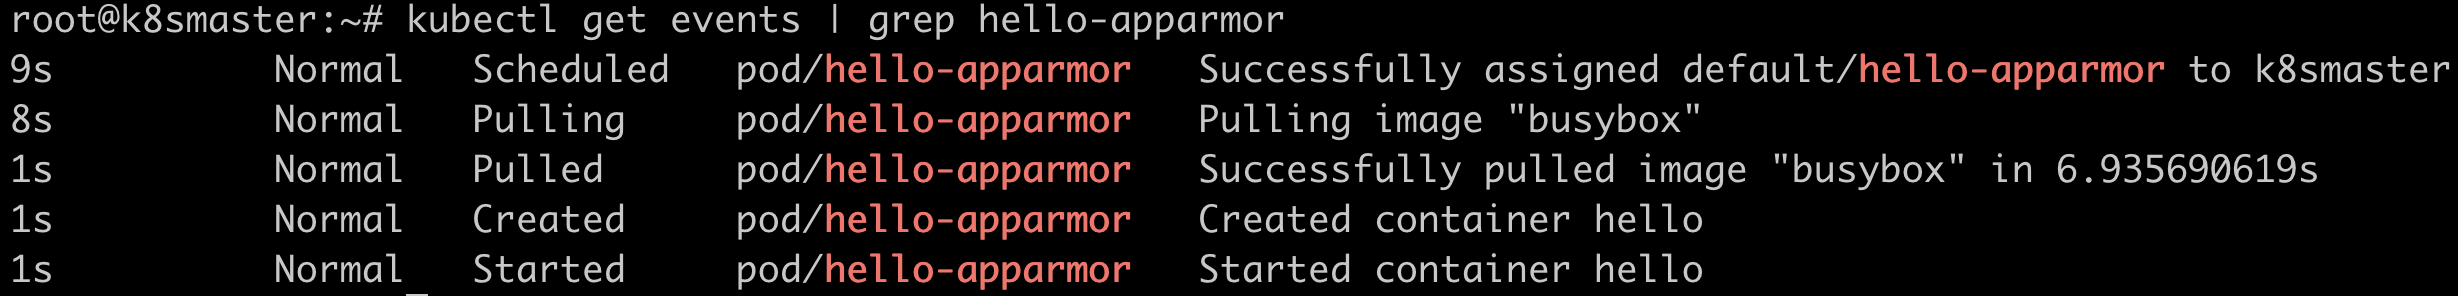 root@k8smaster:~# kubectl get events | grep hello-apparmor
9s          Normal   Scheduled   pod/hello-apparmor   Successfully assigned default/hello-apparmor to k8smaster
8s          Normal   Pulling     pod/hello-apparmor   Pulling image "busybox"
1s          Normal   Pulled      pod/hello-apparmor   Successfully pulled image "busybox" in 6.935690619s
1s          Normal   Created     pod/hello-apparmor   Created container hello
1s          Normal   Started     pod/hello-apparmor   Started container hello